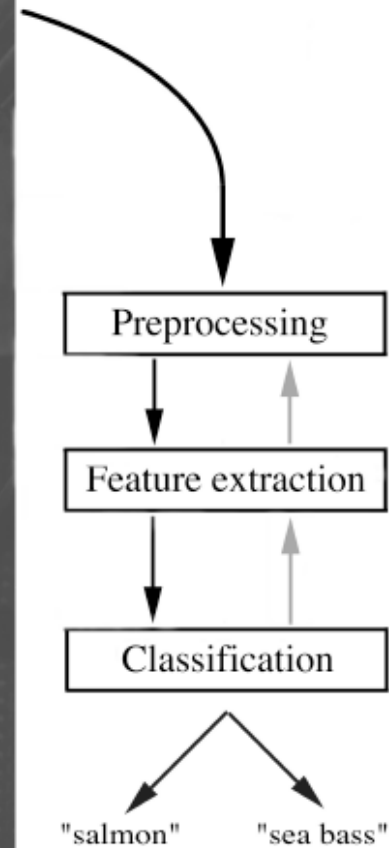 Preprocessing
Feature extraction
Classification
"salmon" "sea bass"